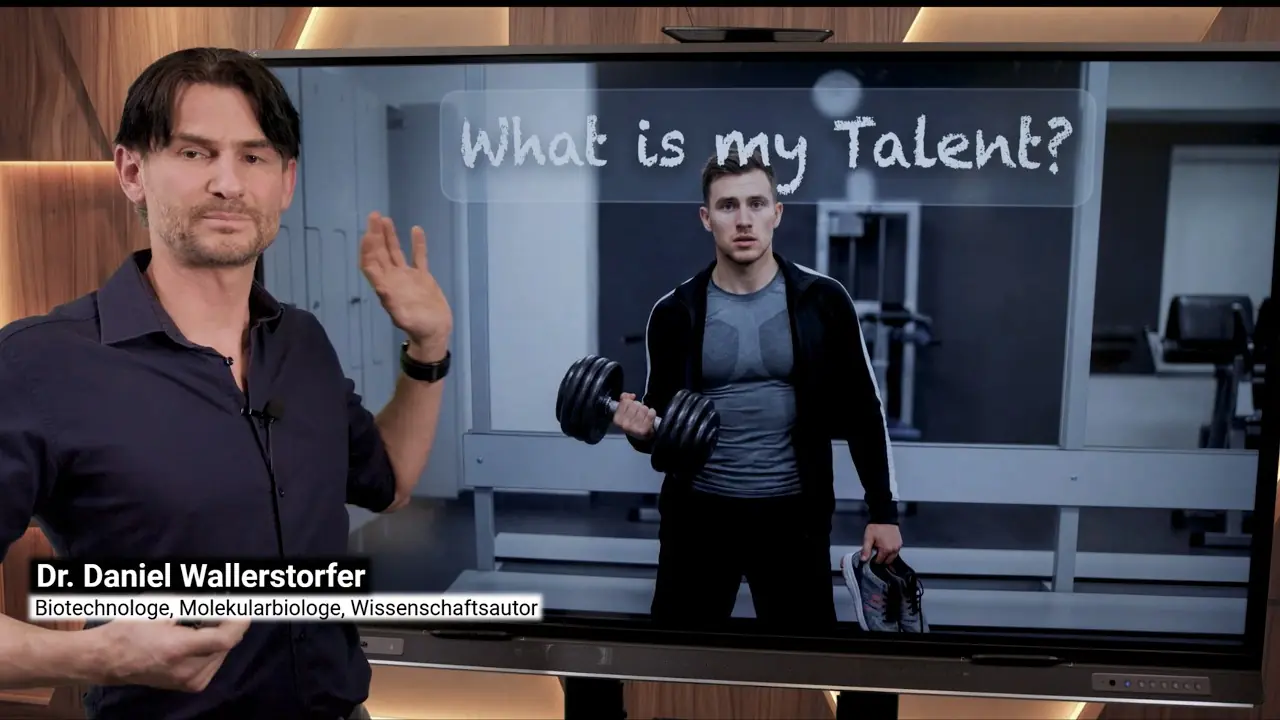 What is my Talent?
Dr. Daniel Wallerstorfer
Biotechnologe, Molekularbiologe, Wissenschaftsautor